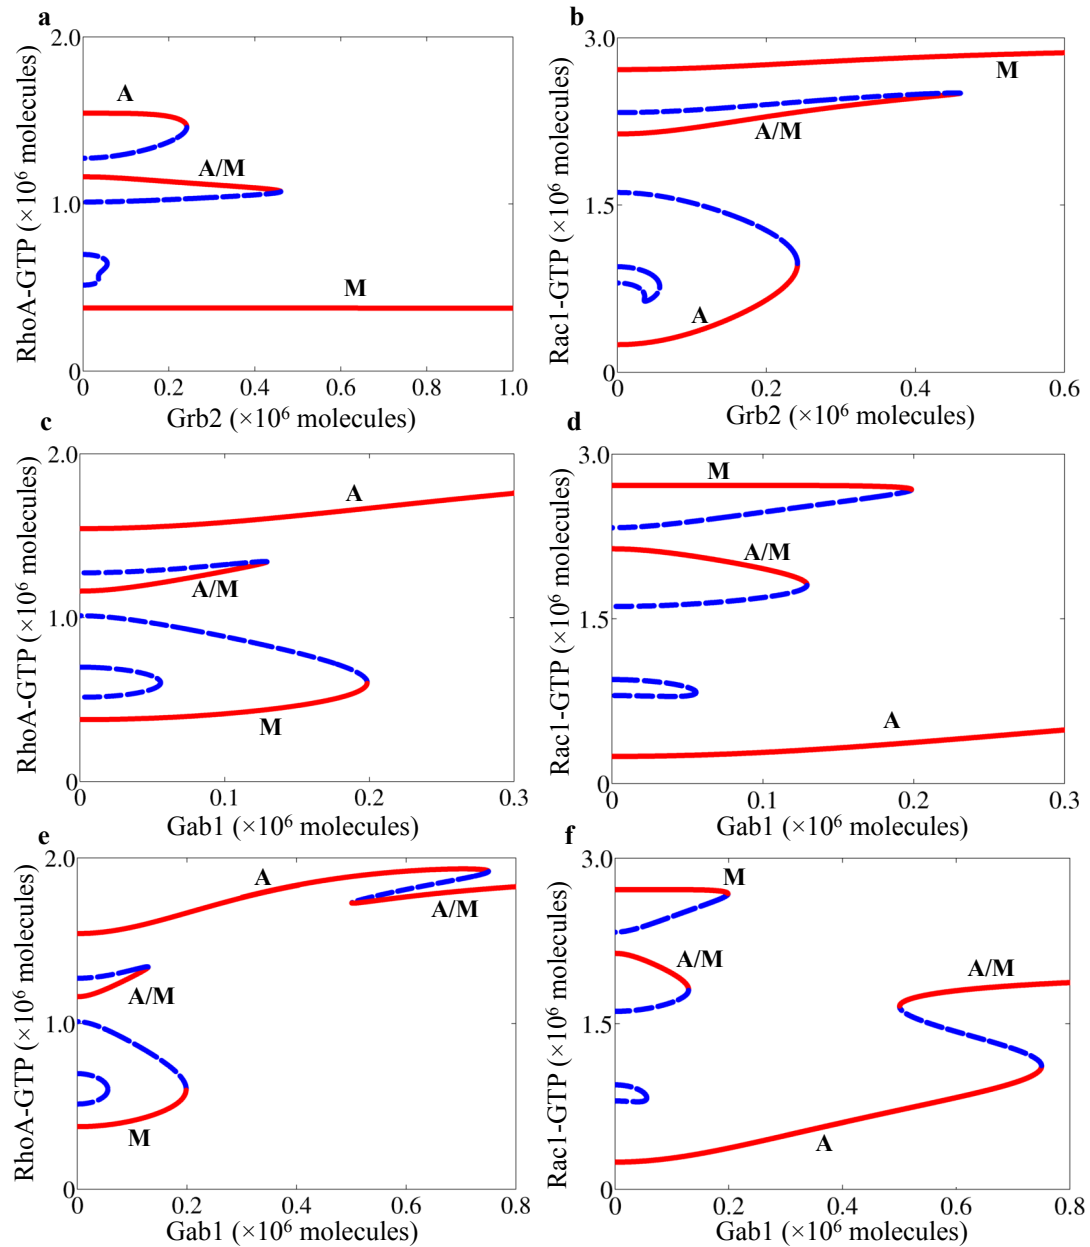 a
RhoA-GTP (×10⁶ molecules)
2.0
1.0
0
A
A/M
M
0 0.2 0.4 0.6 0.8 1.0
Grb2 (×10⁶ molecules)
b
Rac1-GTP (×10⁶ molecules)
3.0
1.5
0
M
A/M
A
0 0.2 0.4 0.6
Grb2 (×10⁶ molecules)
c
RhoA-GTP (×10⁶ molecules)
2.0
1.0
0
A
A/M
M
0 0.1 0.2 0.3
Gab1 (×10⁶ molecules)
d
Rac1-GTP (×10⁶ molecules)
3.0
1.5
0
M
A/M
A
0 0.1 0.2 0.3
Gab1 (×10⁶ molecules)
e
RhoA-GTP (×10⁶ molecules)
2.0
1.0
0
A
A/M
A/M
M
0 0.2 0.4 0.6 0.8
Gab1 (×10⁶ molecules)
f
Rac1-GTP (×10⁶ molecules)
3.0
1.5
0
M
A/M
A/M
A
0 0.2 0.4 0.6 0.8
Gab1 (×10⁶ molecules)